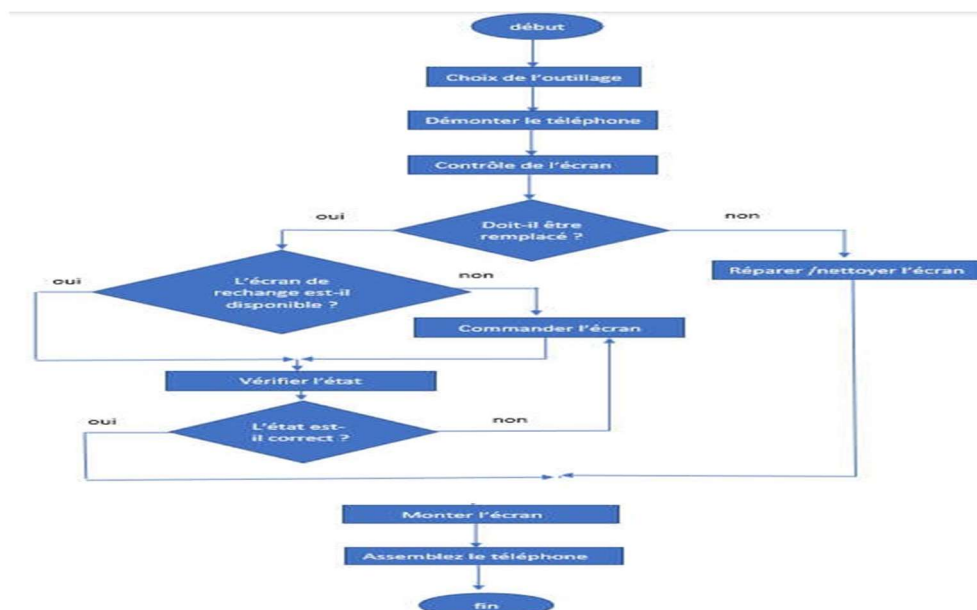 début
Choix de l'outillage
Démonter le téléphone
Contrôle de l'écran
oui
Doit-il être
remplacé ?
non
oui
L'écran de
rechange est-il
disponible ?
non
Réparer /nettoyer l'écran
Commander l'écran
Vérifier l'état
oui
L'état est-
il correct ?
non
Monter l'écran
Assemblez le téléphone
fin